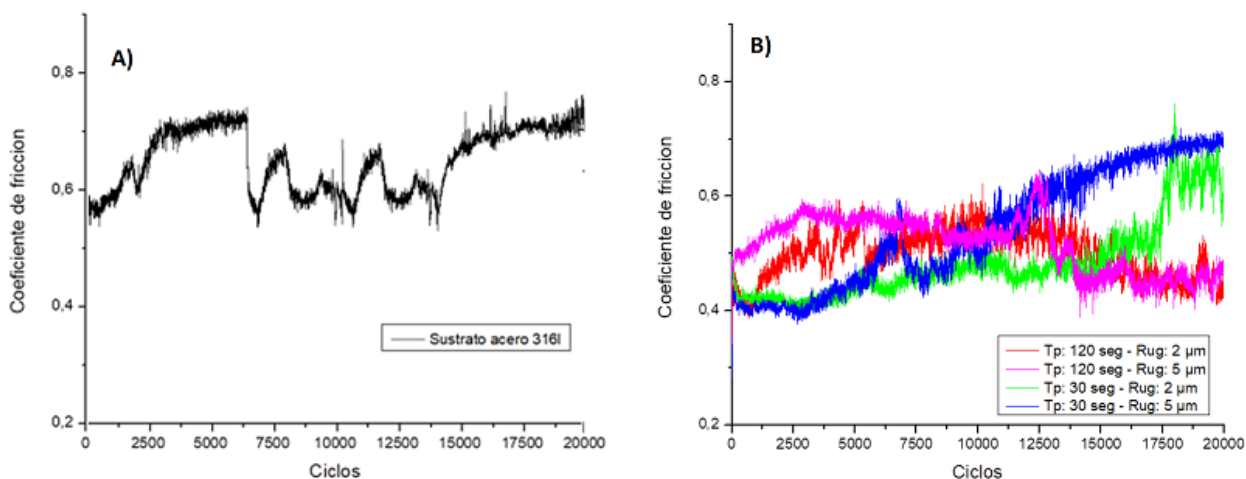 A)
Coeficiente de friccion
0,8
0,6
0,4
0,2
Sustrato acero 316l
0 2500 5000 7500 10000 12500 15000 17500 20000
Ciclos
B)
Coeficiente de friccion
0,8
0,6
0,4
0,2
Tp: 120 seg - Rug: 2 µm
Tp: 120 seg - Rug: 5 µm
Tp: 30 seg - Rug: 2 µm
Tp: 30 seg - Rug: 5 µm
0 2500 5000 7500 10000 12500 15000 17500 20000
Ciclos